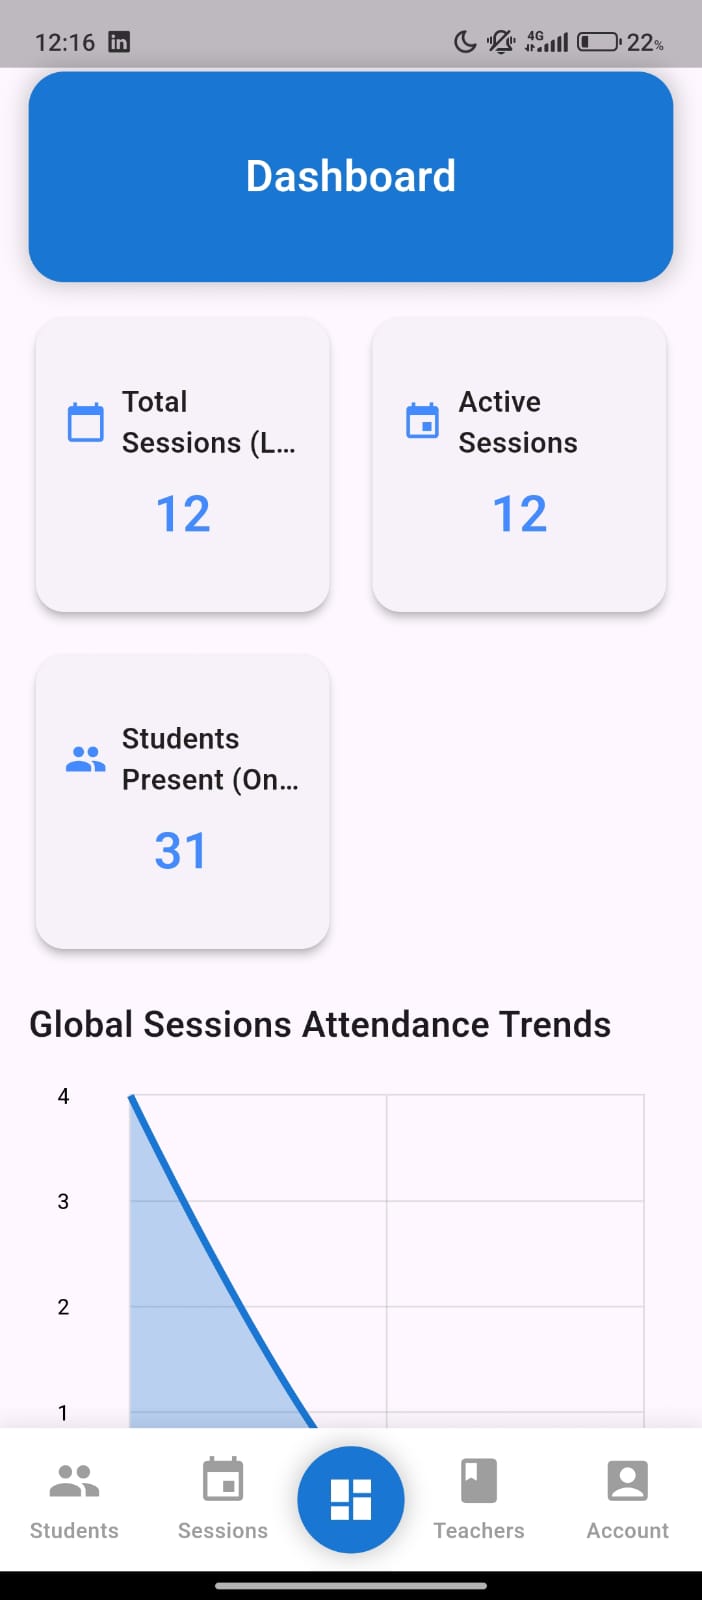 12:16 in 4G 22%
Dashboard
Total
Sessions (L...
12
Active
Sessions
12
Students
Present (On...
31
Global Sessions Attendance Trends
4
3
2
1
Students
Sessions
Teachers
Account